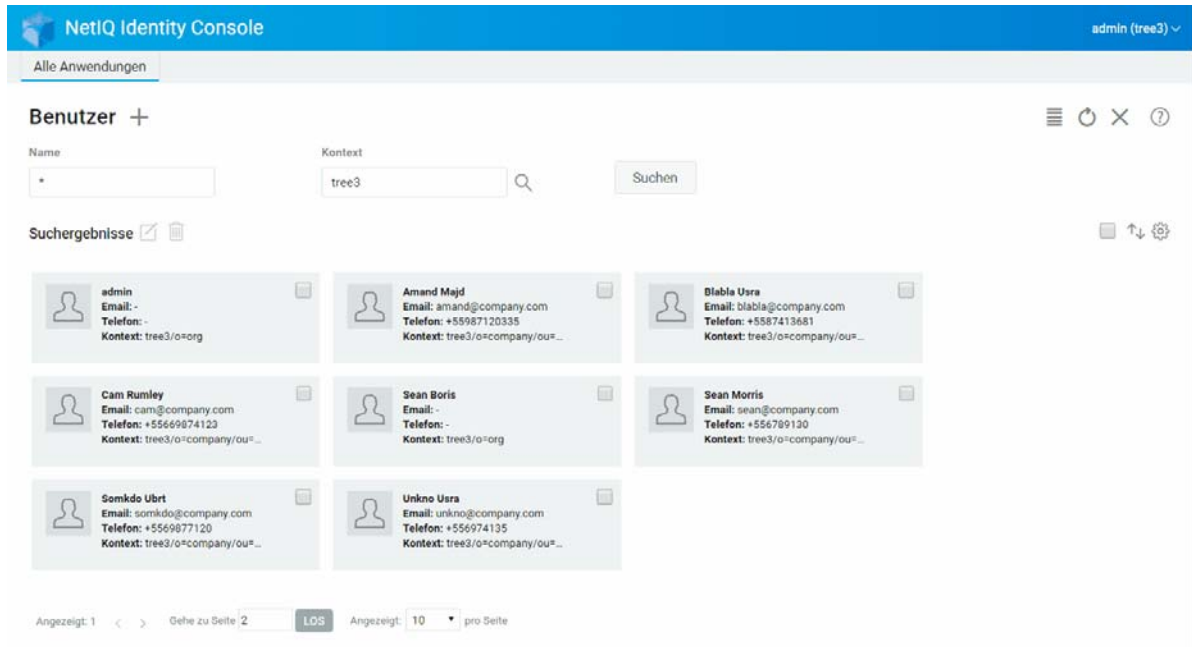 NetIQ Identity Console
admin (tree3)
Alle Anwendungen
Benutzer
Name
Kontext
*
tree3
Suchen
Suchergebnisse
admin
Email: -
Telefon: -
Kontext: tree3/o=org
Amand Majd
Email: amand@company.com
Telefon: +55987120335
Kontext: tree3/o=company/ou=...
Blabla Usra
Email: blabla@company.com
Telefon: +5587413681
Kontext: tree3/o=company/ou=...
Cam Rumley
Email: cam@company.com
Telefon: +55669874123
Kontext: tree3/o=company/ou=...
Sean Boris
Email: -
Telefon: -
Kontext: tree3/o=org
Sean Morris
Email: sean@company.com
Telefon: +556789130
Kontext: tree3/o=company/ou=...
Somkdo Ubrt
Email: somkdo@company.com
Telefon: +5569877120
Kontext: tree3/o=company/ou=...
Unkno Usra
Email: unkno@company.com
Telefon: +556974135
Kontext: tree3/o=company/ou=...
Angezeigt: 1 < > Gehe zu Seite 2 LOS Angezeigt: 10 pro Seite